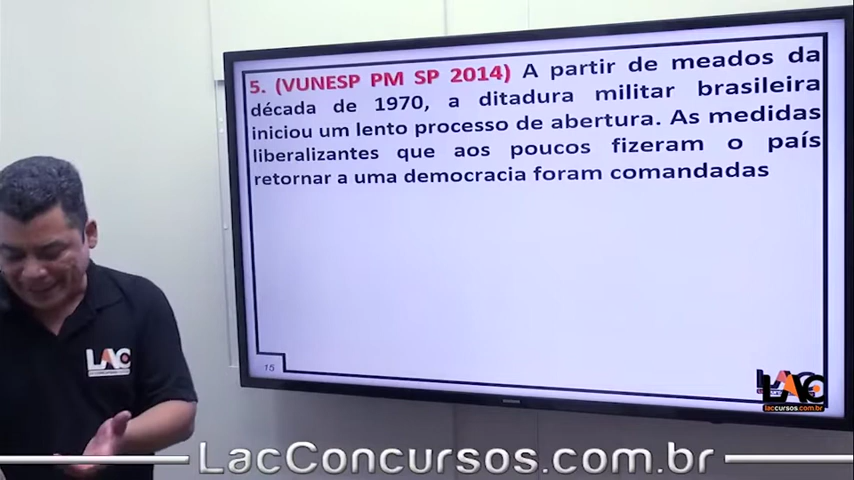 5. (VUNESP PM SP 2014) A partir de meados da
década de 1970, a ditadura militar brasileira
iniciou um lento processo de abertura. As medidas
liberalizantes que aos poucos fizeram o país
retornar a uma democracia foram comandadas
LAC
15
LAC
lacconcursos.com.br
LacConcursos.com.br